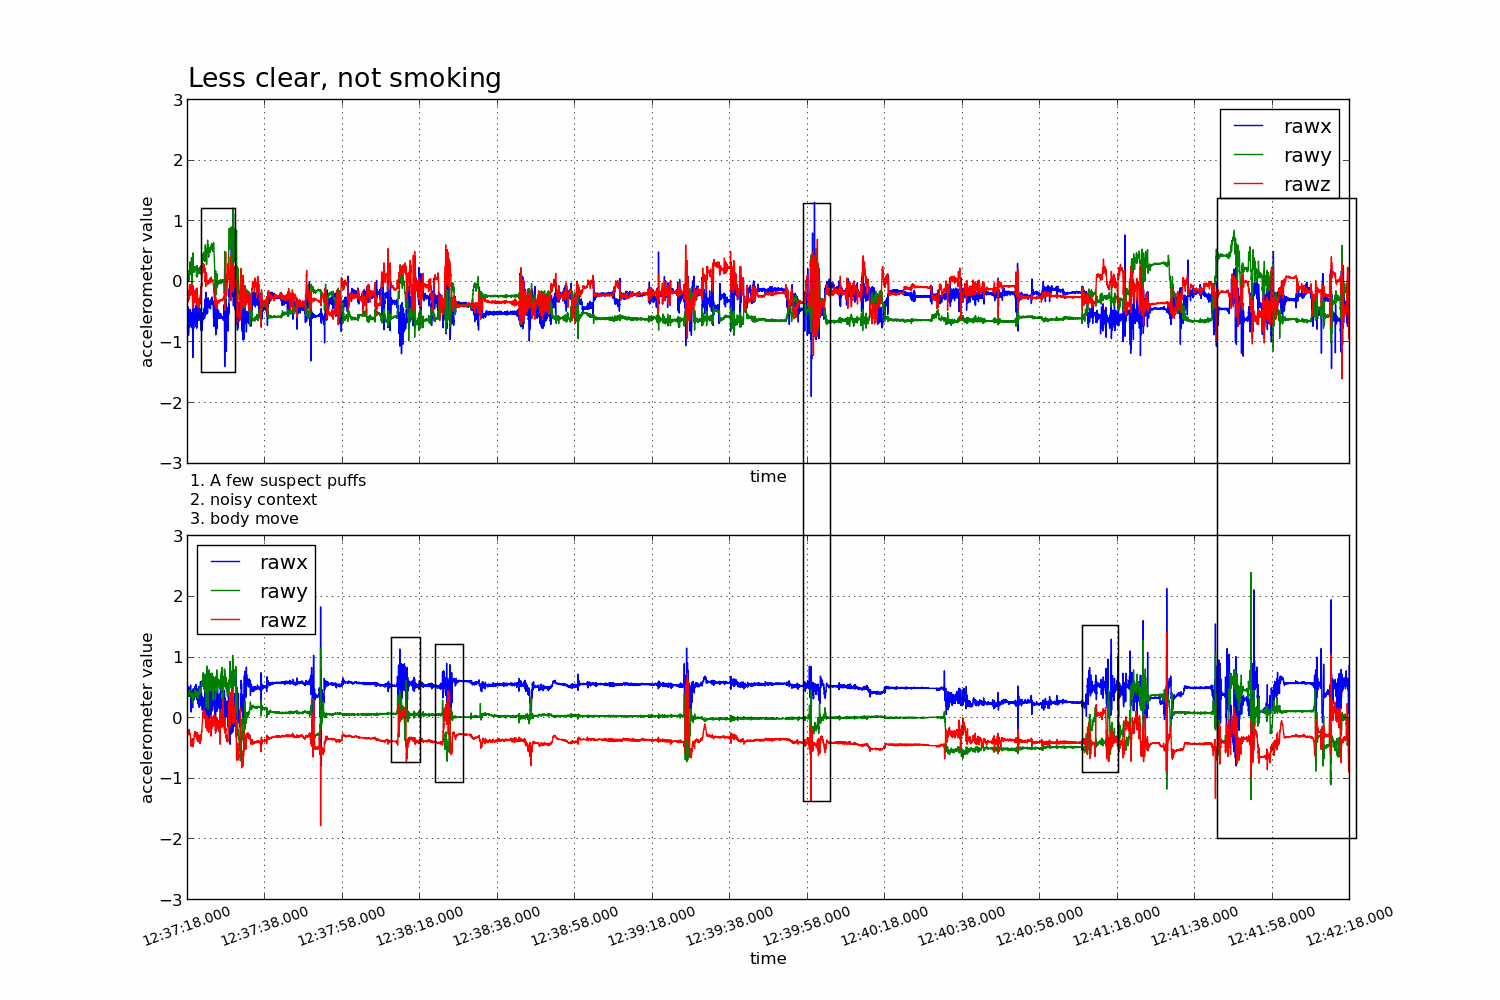 Less clear, not smoking
3
2
1
0
−1
−2
−3
accelerometer value
rawx
rawy
rawz
time
1. A few suspect puffs
2. noisy context
3. body move
3
2
1
0
−1
−2
−3
accelerometer value
rawx
rawy
rawz
12:37:18.000 12:37:38.000 12:37:58.000 12:38:18.000 12:38:38.000 12:38:58.000 12:39:18.000 12:39:38.000 12:39:58.000 12:40:18.000 12:40:38.000 12:40:58.000 12:41:18.000 12:41:38.000 12:41:58.000 12:42:18.000
time